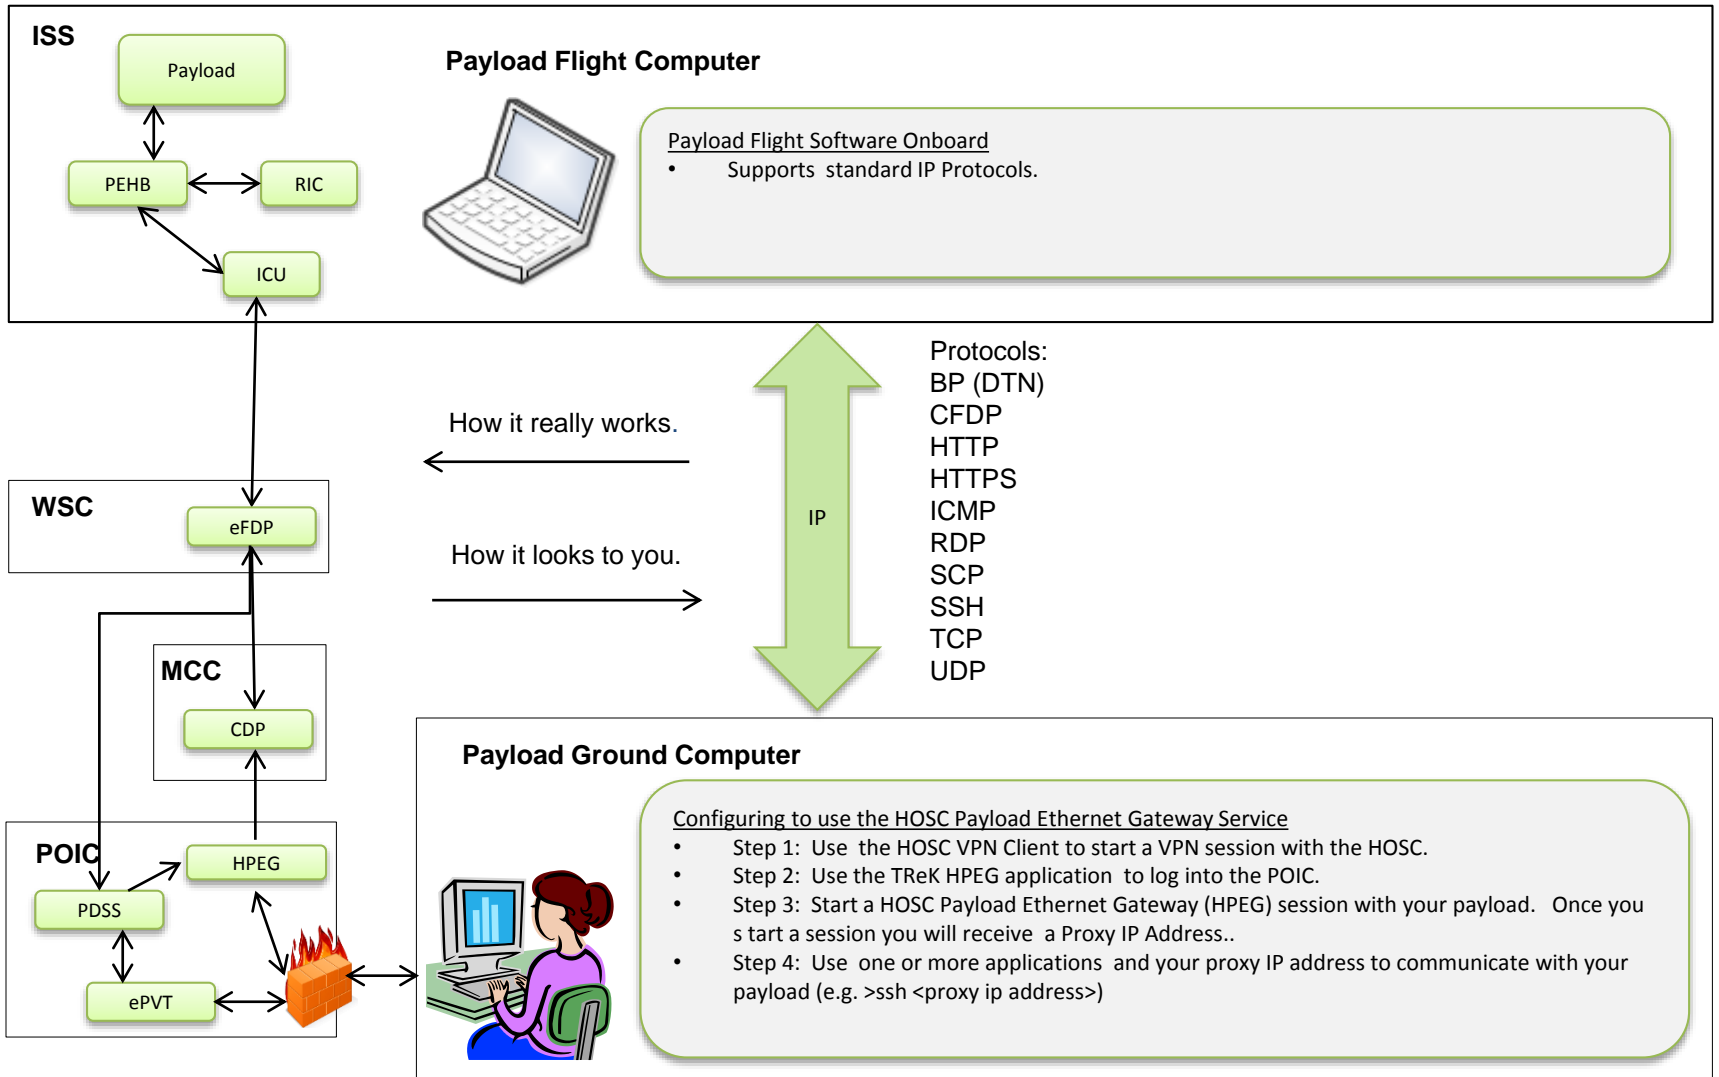 ISS
Payload
PEHB
RIC
ICU
Payload Flight Computer
Payload Flight Software Onboard
• Supports standard IP Protocols.
How it really works.
How it looks to you.
IP
Protocols:
BP (DTN)
CFDP
HTTP
HTTPS
ICMP
RDP
SCP
SSH
TCP
UDP
WSC
eFDP
MCC
CDP
POIC
HPEG
PDSS
ePVT
Payload Ground Computer
Configuring to use the HOSC Payload Ethernet Gateway Service
• Step 1: Use the HOSC VPN Client to start a VPN session with the HOSC.
• Step 2: Use the TReK HPEG application to log into the POIC.
• Step 3: Start a HOSC Payload Ethernet Gateway (HPEG) session with your payload. Once you
s tart a session you will receive a Proxy IP Address..
• Step 4: Use one or more applications and your proxy IP address to communicate with your
payload (e.g. >ssh <proxy ip address>)